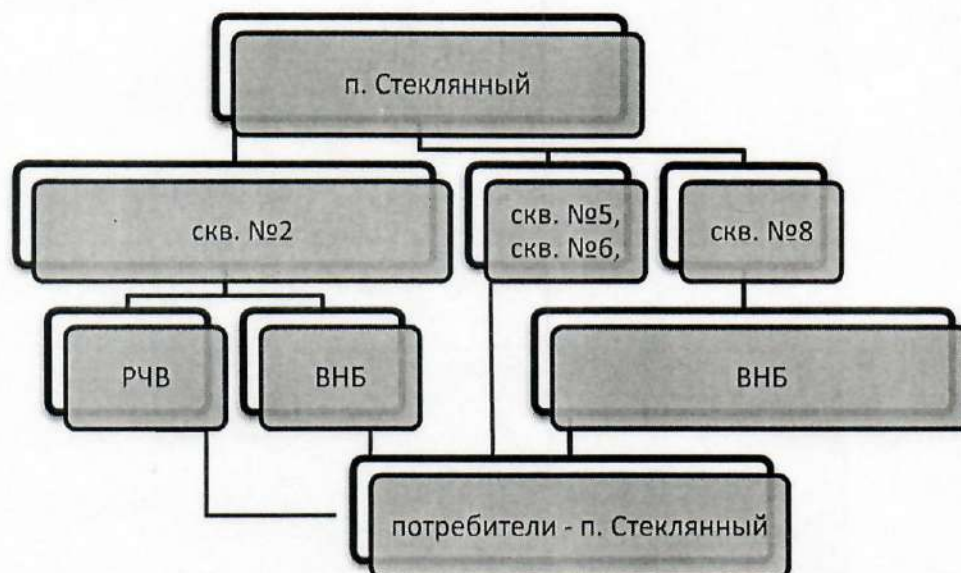 п. Стеклянный
скв. №2
скв. №5,
скв. №6,
скв. №8
РЧВ
ВНБ
ВНБ
потребители - п. Стеклянный